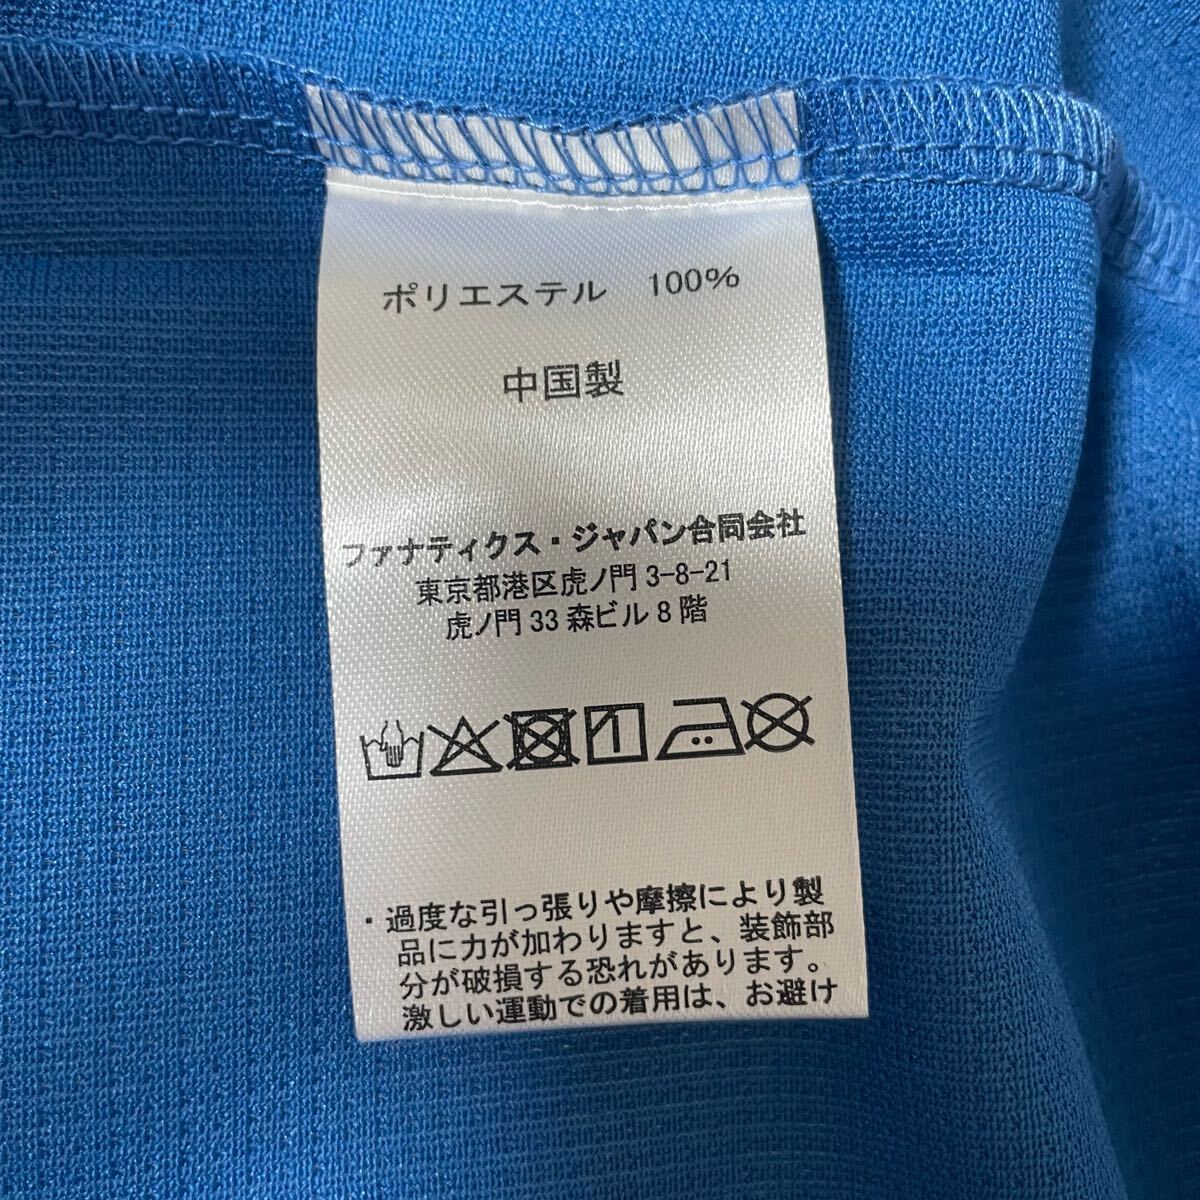 ポリエステル　100%
中国製
ファナティクス・ジャパン合同会社
東京都港区虎ノ門3-8-21
虎ノ門33森ビル8階
・過度な引っ張りや摩擦により製
品に力が加わりますと、装飾部
分が破損する恐れがあります。
激しい運動での着用は、お避け